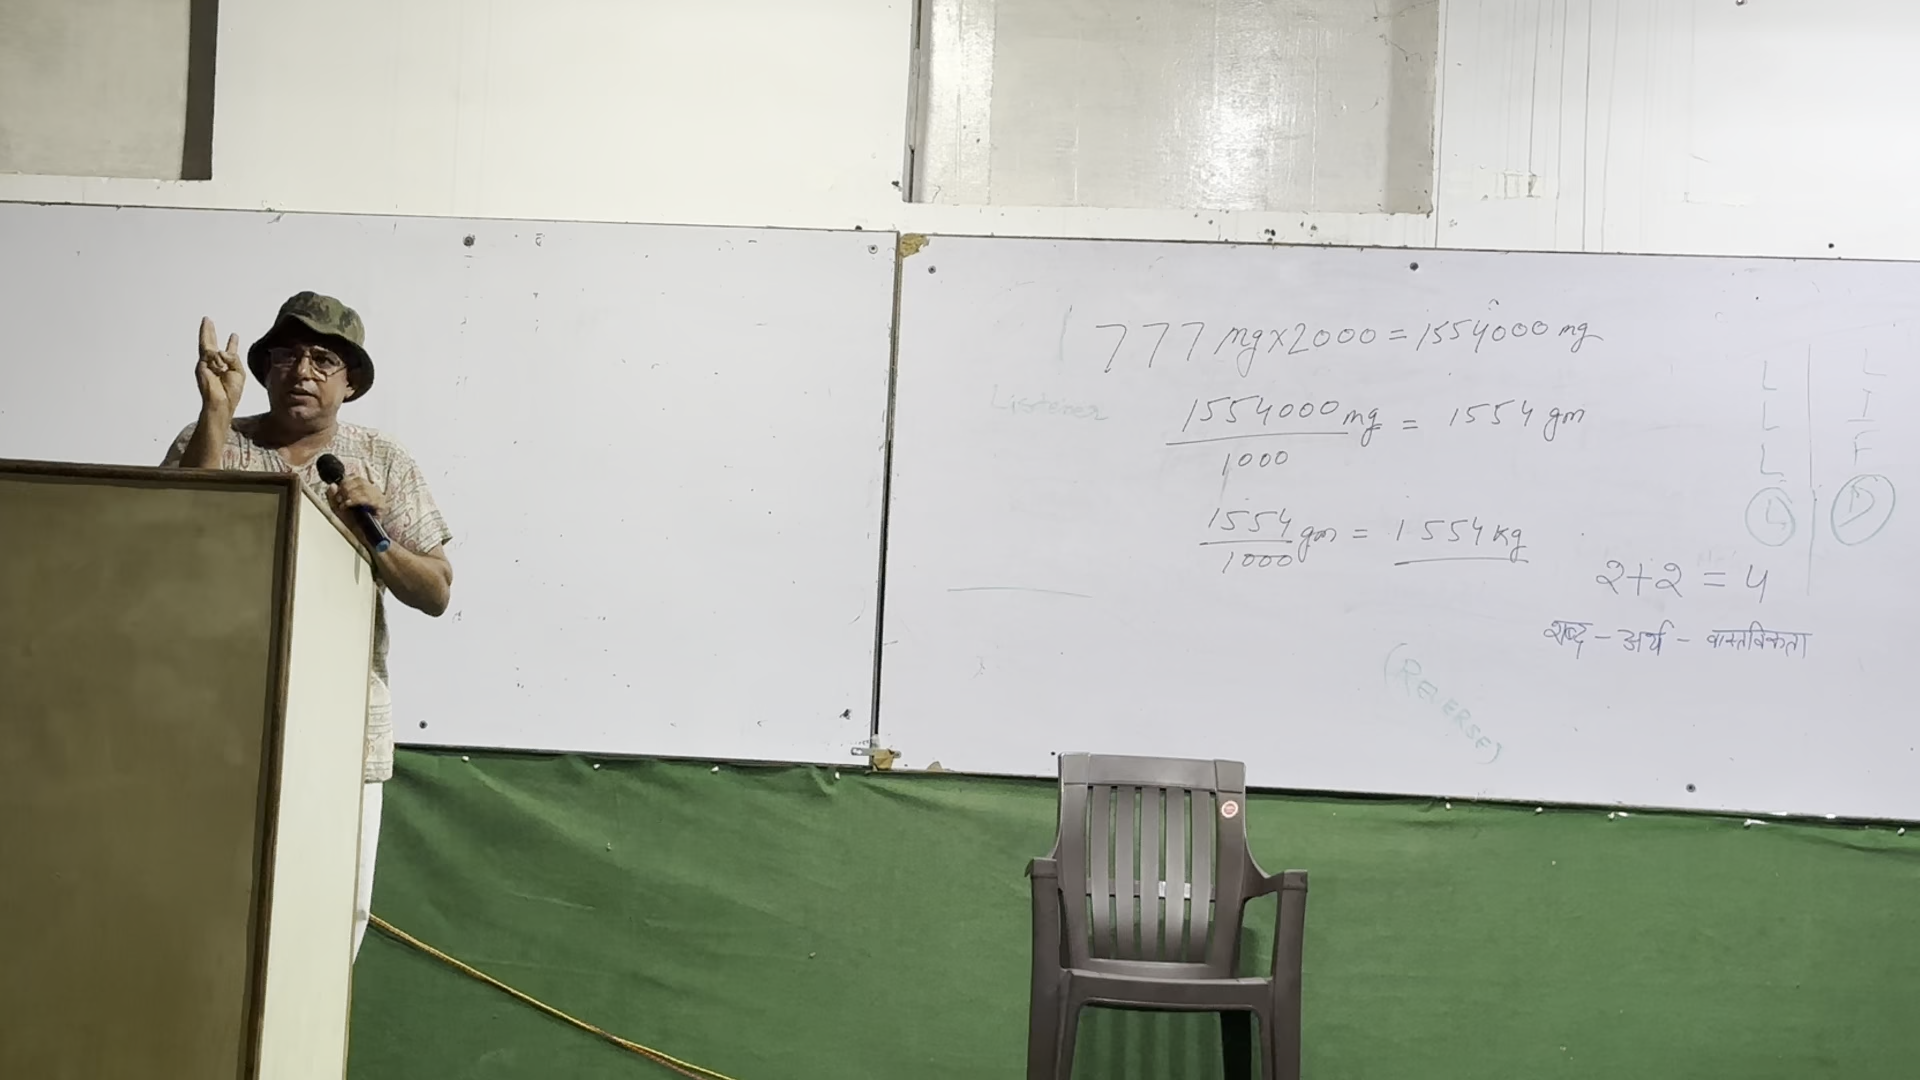 777 mg×2000=1554000 mg
1554000 mg = 1554 gm
1000
1554 gm = 1.554 kg
1000
2+2 = 4
शब्द - अर्थ - वास्तविकता
(REVERSE)
L L
L I
L F
L D